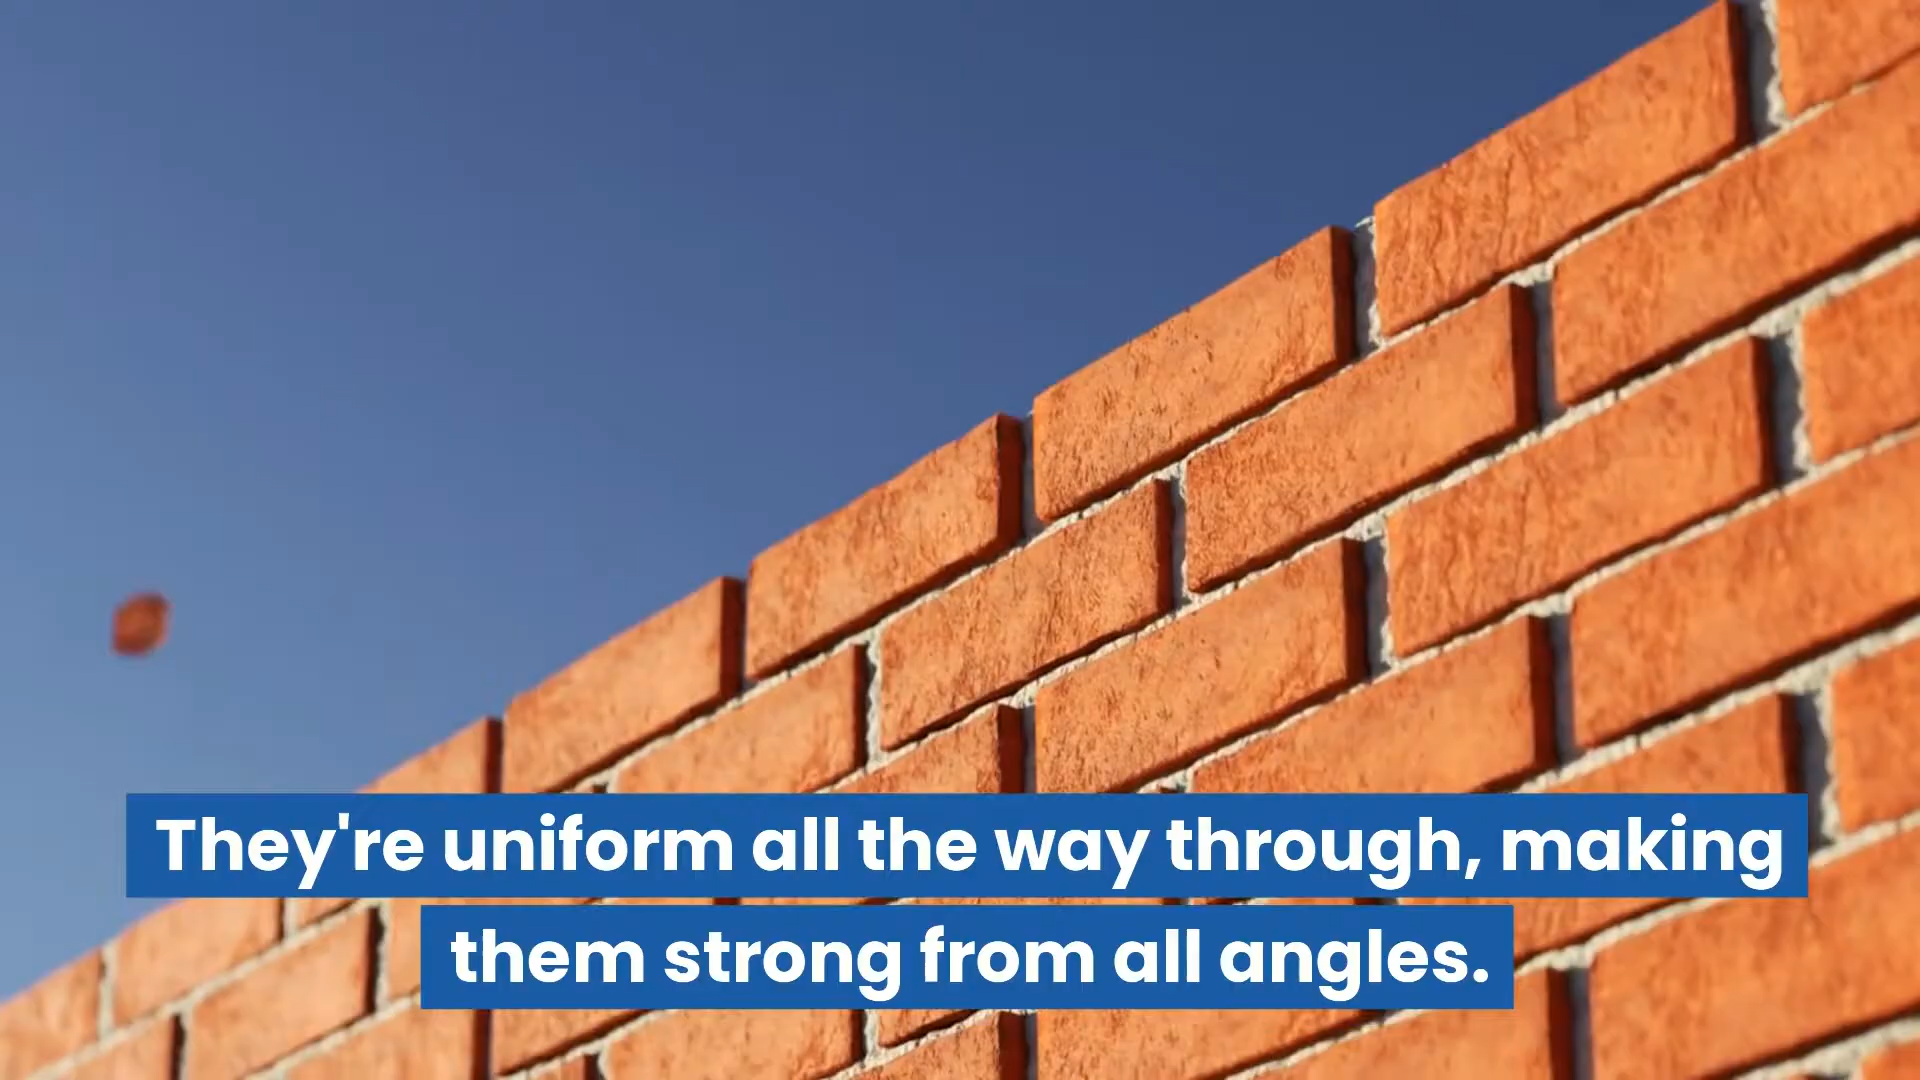 They're uniform all the way through, making
them strong from all angles.